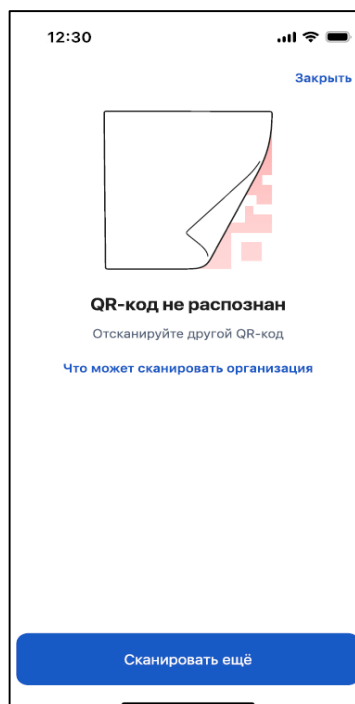 12:30
Закрыть
QR-код не распознан
Отсканируйте другой QR-код
Что может сканировать организация
Сканировать ещё